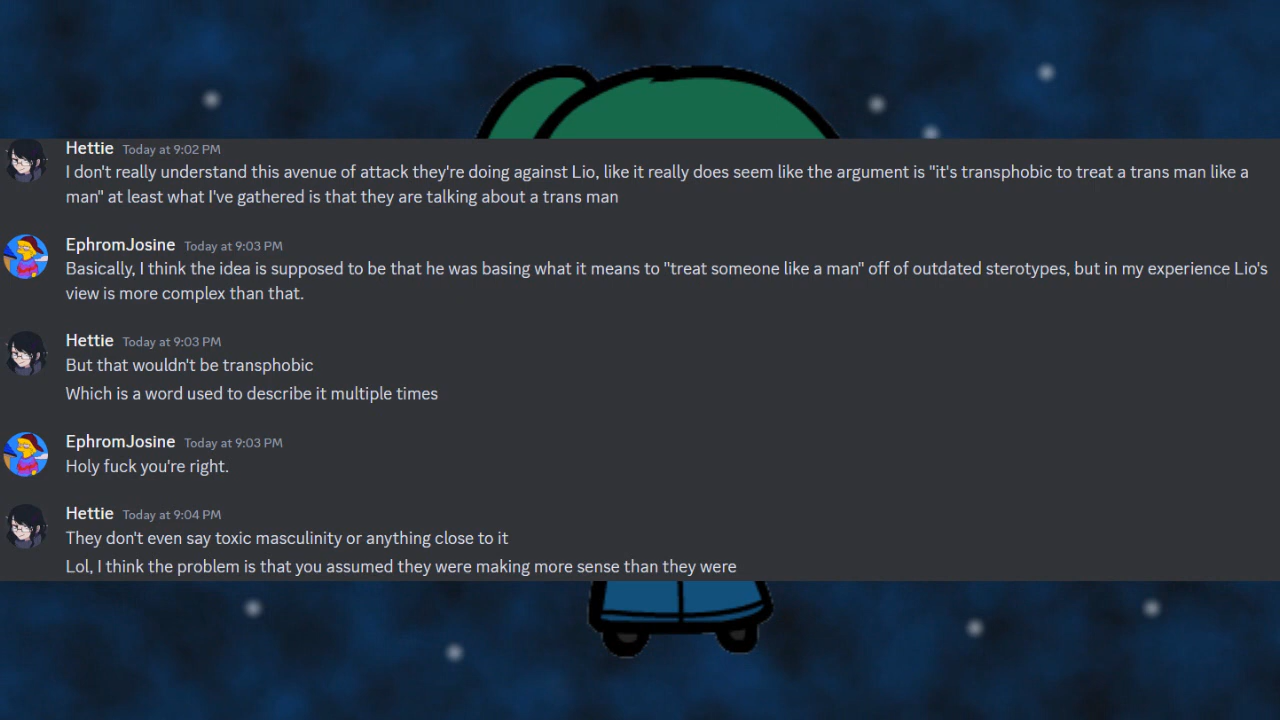 Hettie Today at 9:02 PM
I don't really understand this avenue of attack they're doing against Lio, like it really does seem like the argument is "it's transphobic to treat a trans man like a
man" at least what I've gathered is that they are talking about a trans man
EphromJosine Today at 9:03 PM
Basically, I think the idea is supposed to be that he was basing what it means to "treat someone like a man" off of outdated sterotypes, but in my experience Lio's
view is more complex than that.
Hettie Today at 9:03 PM
But that wouldn't be transphobic
Which is a word used to describe it multiple times
EphromJosine Today at 9:03 PM
Holy fuck you're right.
Hettie Today at 9:04 PM
They don't even say toxic masculinity or anything close to it
Lol, I think the problem is that you assumed they were making more sense than they were